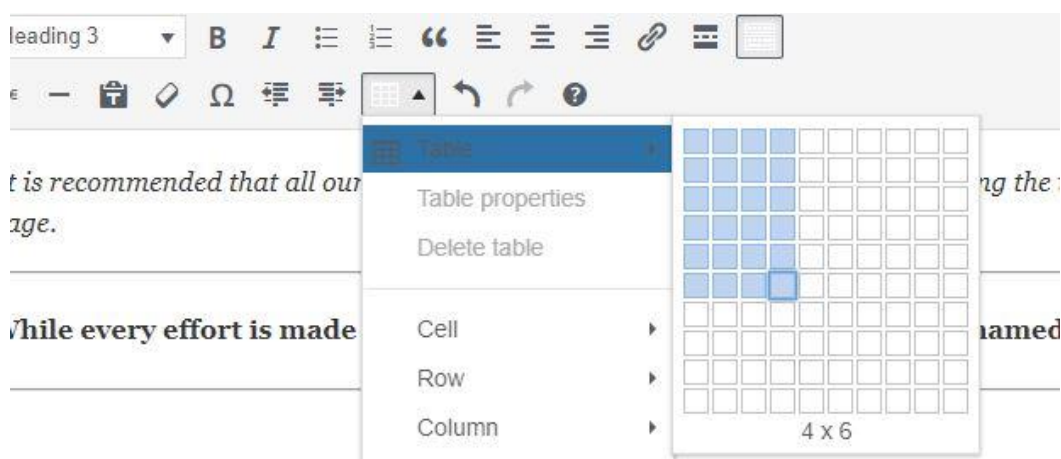 leading 3 B I “
Ω
Table
t is recommended that all our ng the
age.
Table properties
Delete table
While every effort is made named
Cell
Row
Column
4 x 6